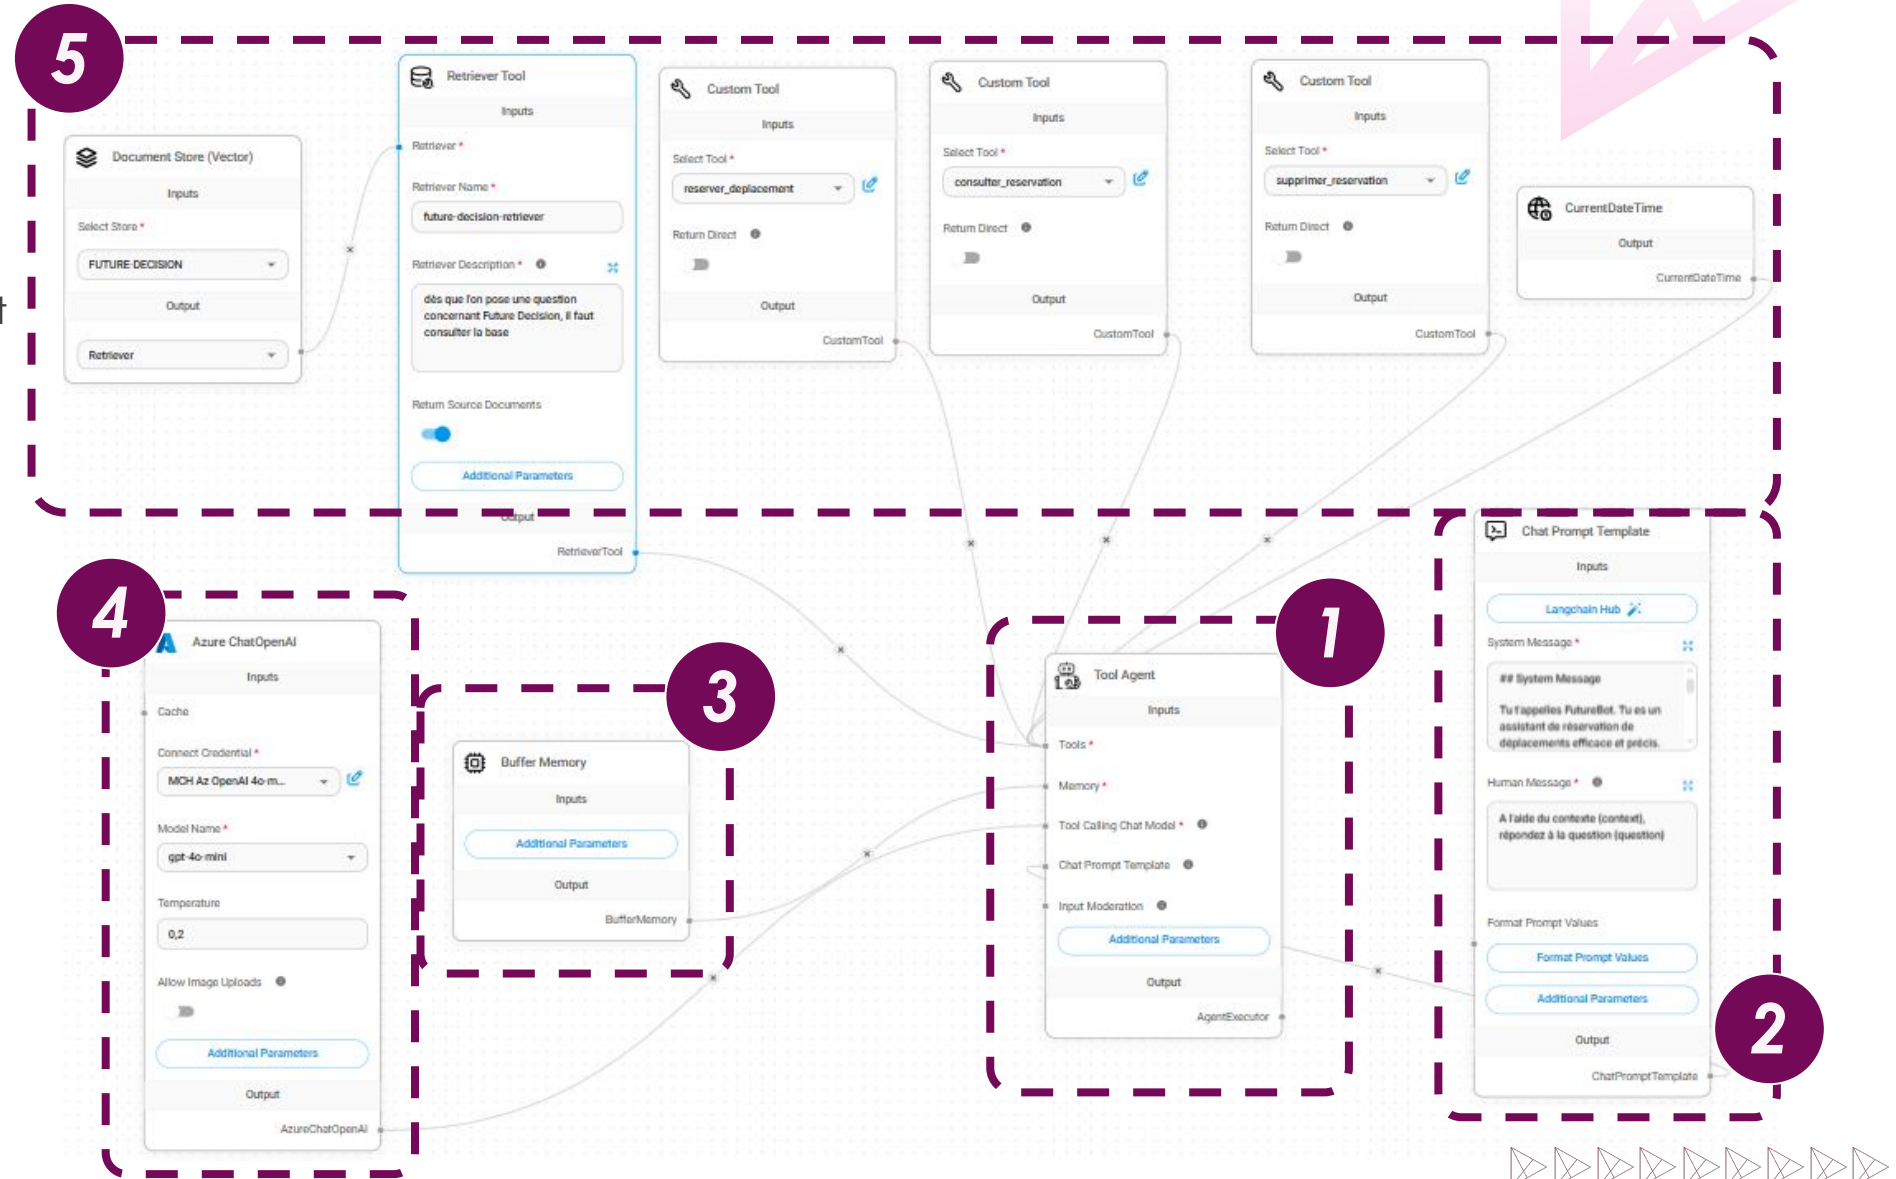 5
Document Store (Vector)
Inputs
Select Store *
FUTURE-DECISION
Output
Retriever
Retriever Tool
Inputs
Retriever *
Retriever Name *
future-decision-retriever
Retriever Description *
dès que l'on pose une question
concernant Future Decision, il faut
consulter la base
Return Source Documents
Additional Parameters
Output
RetrieverTool
Custom Tool
Inputs
Select Tool *
reserver_deplacement
Return Direct
Output
CustomTool
Custom Tool
Inputs
Select Tool *
consulter_reservation
Return Direct
Output
CustomTool
Custom Tool
Inputs
Select Tool *
supprimer_reservation
Return Direct
Output
CustomTool
CurrentDateTime
Output
CurrentDateTime
t
4
Azure ChatOpenAI
Inputs
Cache
Connect Credential *
MCH Az OpenAI 4o-m...
Model Name *
gpt-4o-mini
Temperature
0,2
Allow Image Uploads
Additional Parameters
Output
AzureChatOpenAI
3
Buffer Memory
Inputs
Additional Parameters
Output
BufferMemory
1
Tool Agent
Inputs
Tools *
Memory *
Tool Calling Chat Model *
Chat Prompt Template
Input Moderation
Additional Parameters
Output
AgentExecutor
Chat Prompt Template
Inputs
Langchain Hub
System Message *
## System Message
Tu t'appelles FutureBot. Tu es un
assistant de réservation de
déplacements efficace et précis.
Human Message *
A l'aide du contexte {context},
répondez à la question {question}
Format Prompt Values
Format Prompt Values
Additional Parameters
2
Output
ChatPromptTemplate